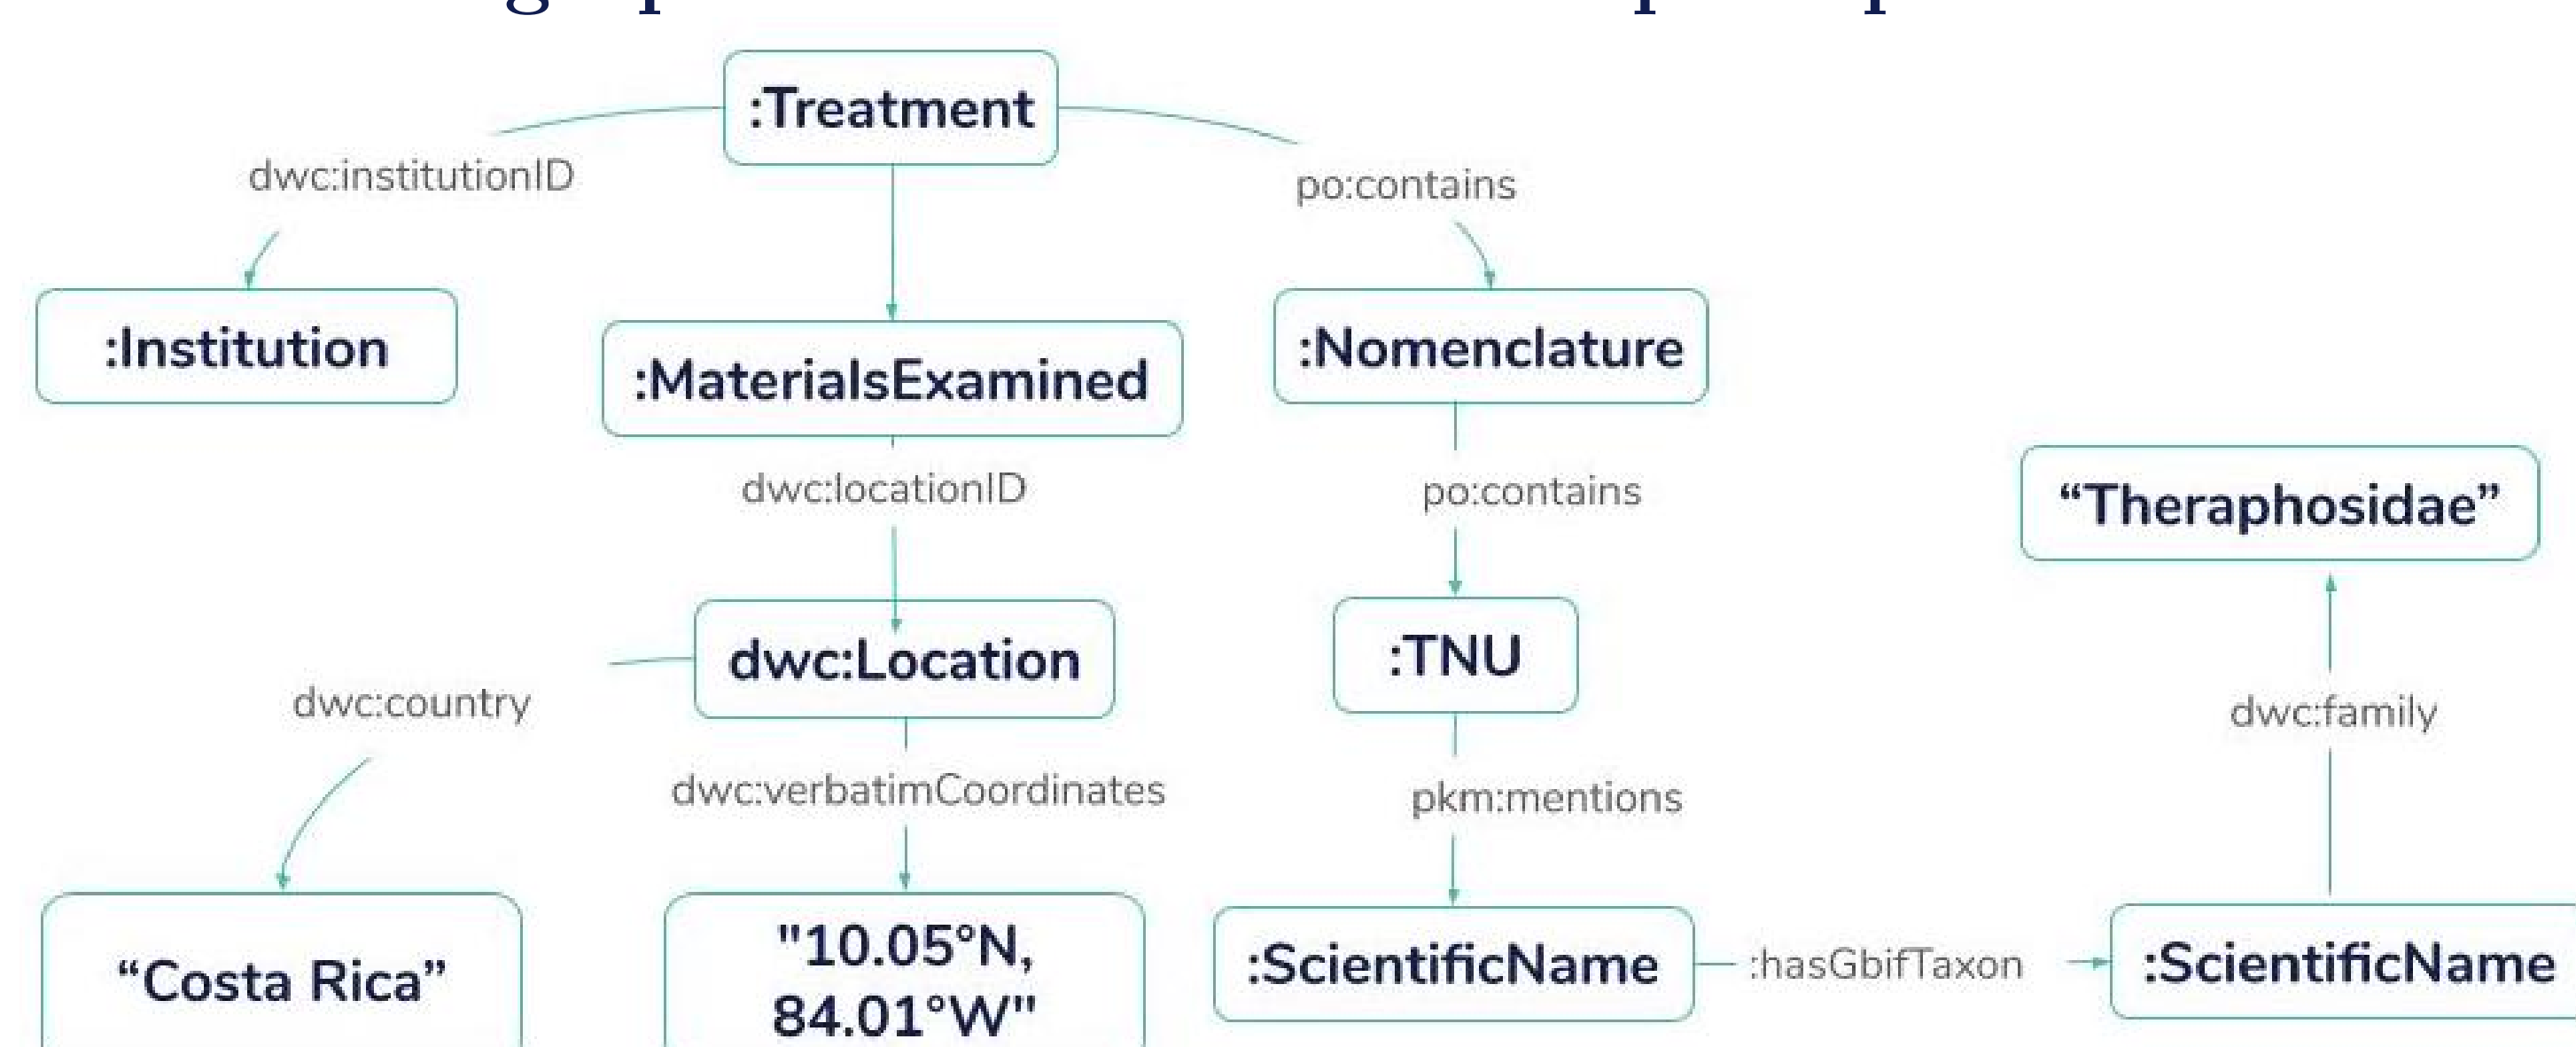 :Treatment
dwc:institutionID
po:contains
:Institution
:MaterialsExamined
:Nomenclature
dwc:locationID
po:contains
“Theraphosidae”
dwc:Location
:TNU
dwc:country
dwc:family
dwc:verbatimCoordinates
pkm:mentions
“Costa Rica”
"10.05°N,
84.01°W"
:ScientificName
:hasGbifTaxon
:ScientificName